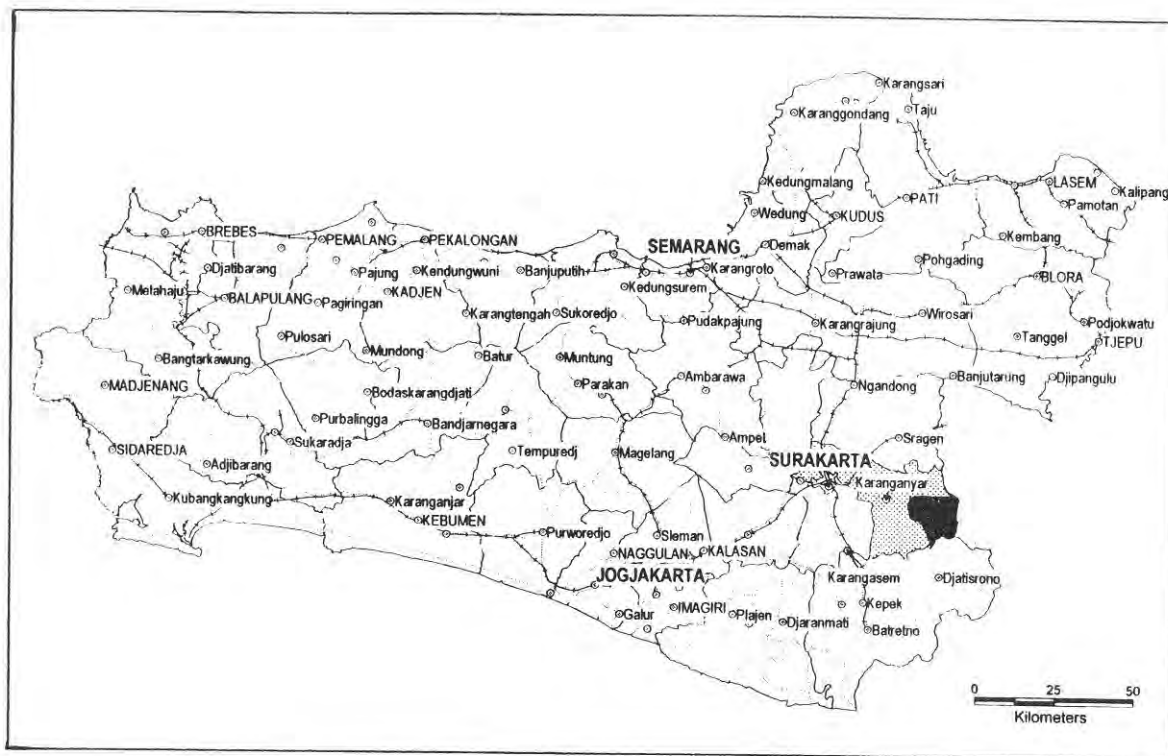 Karangsari
Karanggondang
Taju
Kedungmalang
LASEM
Kalipang
PATI
Pamotan
Wedung
KUDUS
BREBES
PEMALANG
PEKALONGAN
SEMARANG
Demak
Kembang
Djatibarang
Pajung
Kendungwuni
Banjuputih
Karangroto
Prawata
Pohgading
BLORA
Metahaju
BALAPULANG
Pagiringan
KADJEN
Kedungsurem
Karangtengah
Sukoredjo
Pudakpajung
Karangrajung
Wirosari
Podjokwatu
Pulosari
Tanggel
TJEPU
Bangtarkawung
Mundong
Batur
Muntung
MADJENANG
Bodaskarangdjati
Parakan
Ambarawa
Ngandong
Banjutarung
Djipangulu
Purbalingga
Bandjarnegara
Sukaradja
Ampel
Sragen
SIDAREDJA
Adjibarang
Tempuredj
Magelang
SURAKARTA
Karanganyar
Kubangkangkung
Karanganjar
KEBUMEN
Purworedjo
Sleman
NAGGULAN
KALASAN
JOGJAKARTA
Karangasem
Djatisrono
Galur
IMAGIRI
Plajen
Djaranmati
Kepek
Batretno
0 25 50
Kilometers